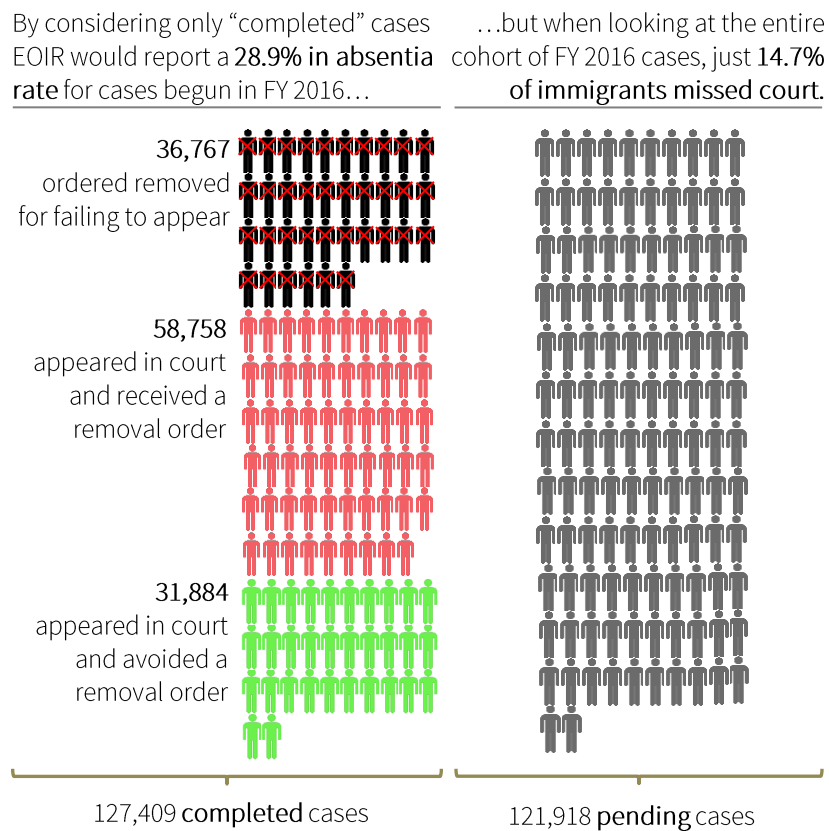 By considering only “completed” cases
EOIR would report a 28.9% in absentia
rate for cases begun in FY 2016…
…but when looking at the entire
cohort of FY 2016 cases, just 14.7%
of immigrants missed court.
36,767
ordered removed
for failing to appear
58,758
appeared in court
and received a
removal order
31,884
appeared in court
and avoided a
removal order
127,409 completed cases
121,918 pending cases